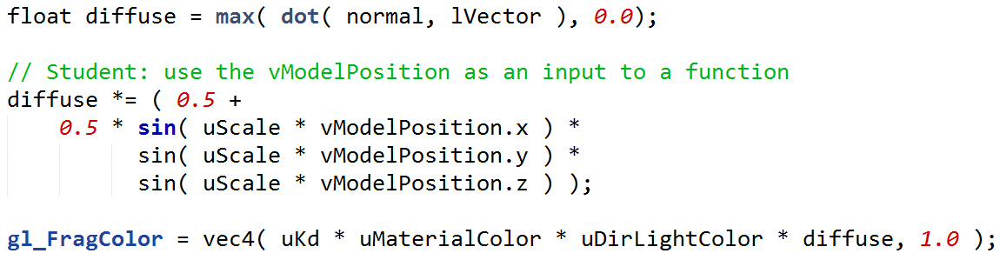 float diffuse = max( dot( normal, lVector ), 0.0);
// Student: use the vModelPosition as an input to a function
diffuse *= ( 0.5 +
0.5 * sin( uScale * vModelPosition.x ) *
sin( uScale * vModelPosition.y ) *
sin( uScale * vModelPosition.z ) );
gl_FragColor = vec4( uKd * uMaterialColor * uDirLightColor * diffuse, 1.0 );